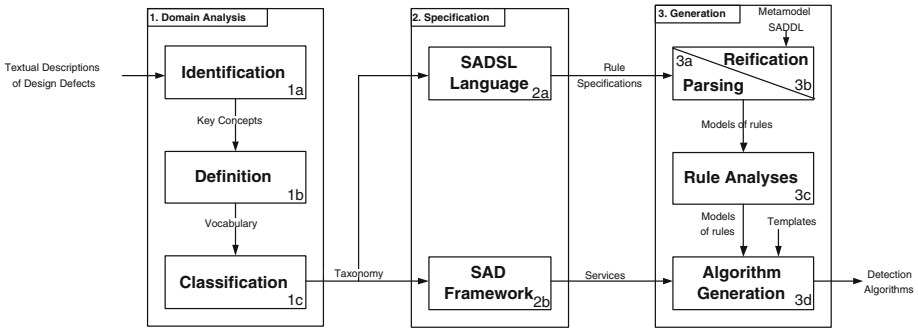 1. Domain Analysis
2. Specification
3. Generation
Metamodel
SADDL
Textual Descriptions
of Design Defects
Identification
1a
SADSL
Language
2a
Rule
Specifications
3a
Reification
Parsing
3b
Key Concepts
Models of rules
Definition
1b
Rule Analyses
3c
Vocabulary
Models
of rules
Templates
Classification
1c
Taxonomy
SAD
Framework
2b
Services
Algorithm
Generation
3d
Detection
Algorithms